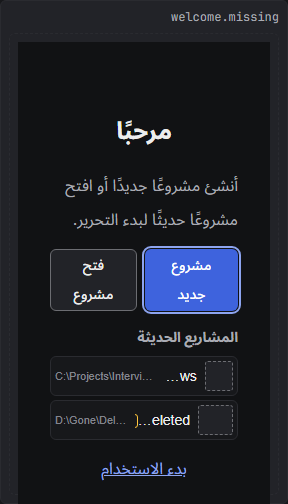 welcome.missing
مرحبًا
أنشئ مشروعًا جديدًا أو افتح
مشروعًا حديثًا لبدء التحرير.
مشروع
جديد
فتح
مشروع
المشاريع الحديثة
...ws
C:\Projects\Intervi...
...eleted
D:\Gone\Del...
بدء الاستخدام